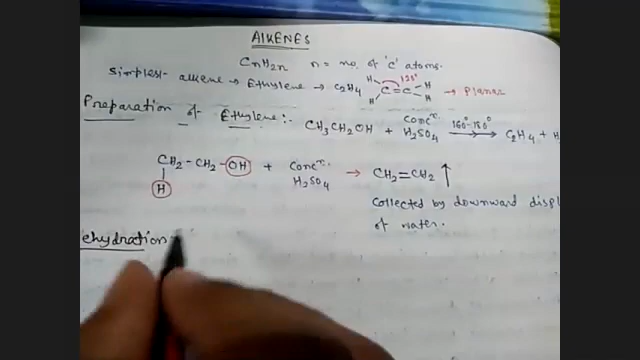 ALKENES
CnH2n n = no. of 'C' atoms.
Simplest alkene → Ethylene → C2H4 H H C=C H H 120° → Planar
Preparation of Ethylene:- CH3CH2OH + Conc. H2SO4 160°-180° → C2H4 + H
CH2-CH2-OH + Conc. H2SO4 → CH2=CH2 ↑
H
Collected by downward displ
of water.
ehydration